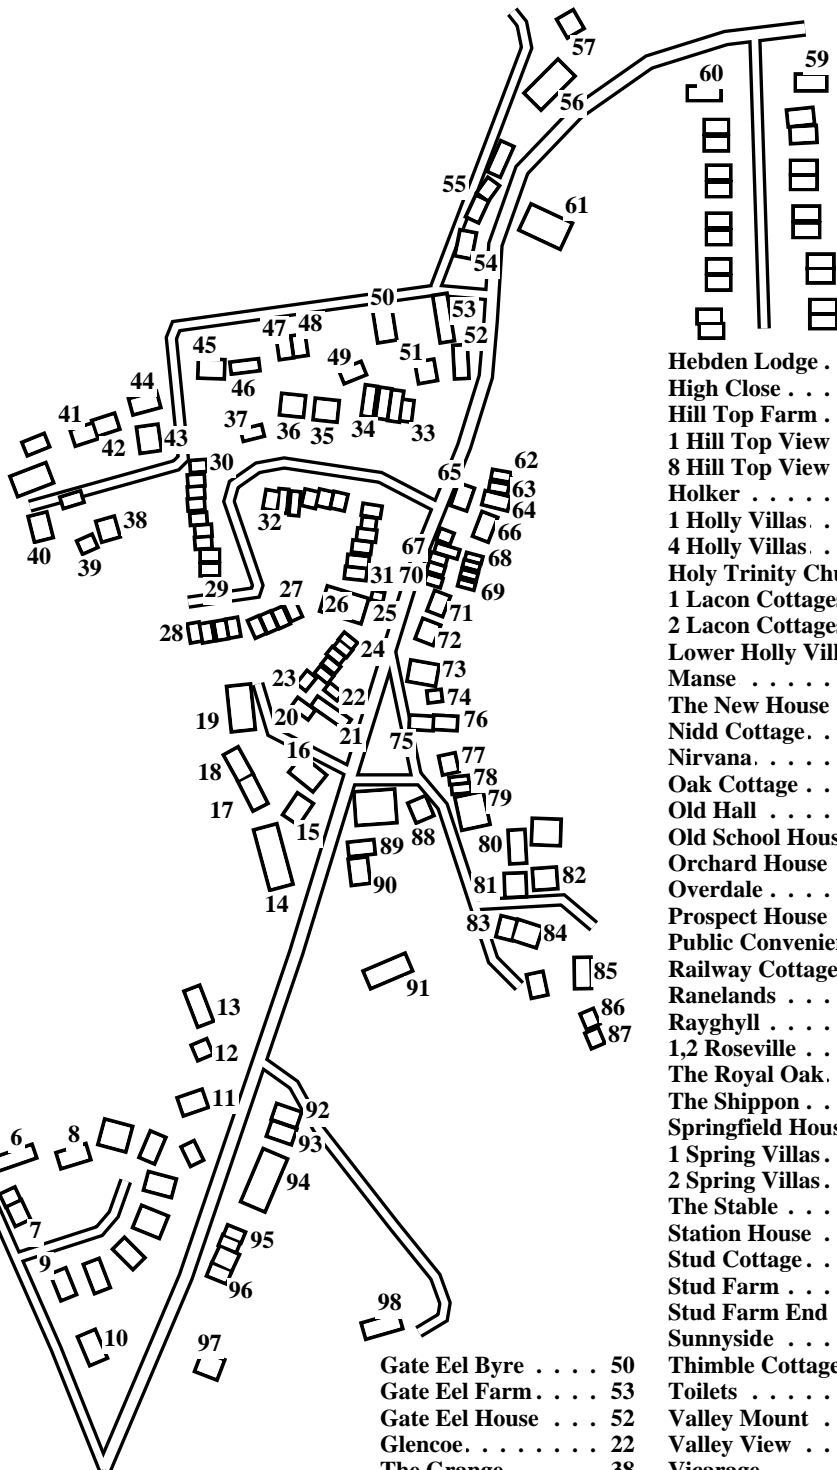 57
59
60
56
55
61
54
50
53
47
48
52
45
49
51
46
44
37
41
36
35
34
33
42
43
30
65
62
63
64
32
66
40
38
39
67
68
31
70
69
29
27
26
25
71
28
72
24
23
22
73
74
19
20
21
75
76
16
18
77
78
79
17
15
88
80
89
14
90
81
82
83
84
91
85
13
86
87
12
11
92
6
8
93
94
7
95
9
96
10
98
97
Hebden Lodge .
High Close . . .
Hill Top Farm .
1 Hill Top View
8 Hill Top View
Holker . . . . .
1 Holly Villas. .
4 Holly Villas. .
Holy Trinity Chu
1 Lacon Cottages
2 Lacon Cottages
Lower Holly Vill
Manse . . . . .
The New House
Nidd Cottage. .
Nirvana. . . . .
Oak Cottage . .
Old Hall . . . .
Old School Hous
Orchard House
Overdale . . . .
Prospect House
Public Convenien
Railway Cottage
Ranelands . . .
Rayghyll . . . .
1,2 Roseville . .
The Royal Oak.
The Shippon . .
Springfield Hous
1 Spring Villas .
2 Spring Villas .
The Stable . . .
Station House .
Stud Cottage . .
Stud Farm . . .
Stud Farm End
Sunnyside . . .
Thimble Cottage
Toilets . . . . .
Valley Mount .
Valley View . .
Vicarage
Gate Eel Byre . . . . 50
Gate Eel Farm . . . . 53
Gate Eel House . . . 52
Glencoe. . . . . . . . 22
The Grange 38